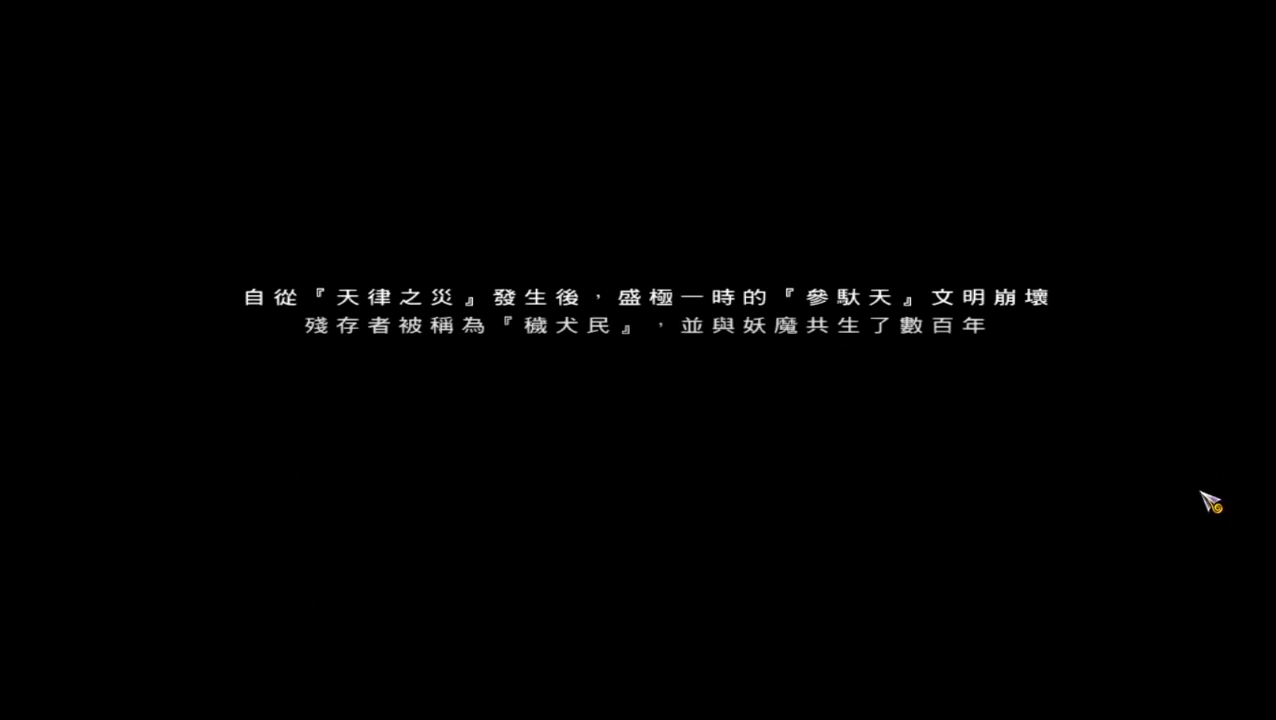 自從『天律之災』發生後，盛極一時的『參馱天』文明崩壞
殘存者被稱為『穢犬民』，並與妖魔共生了數百年